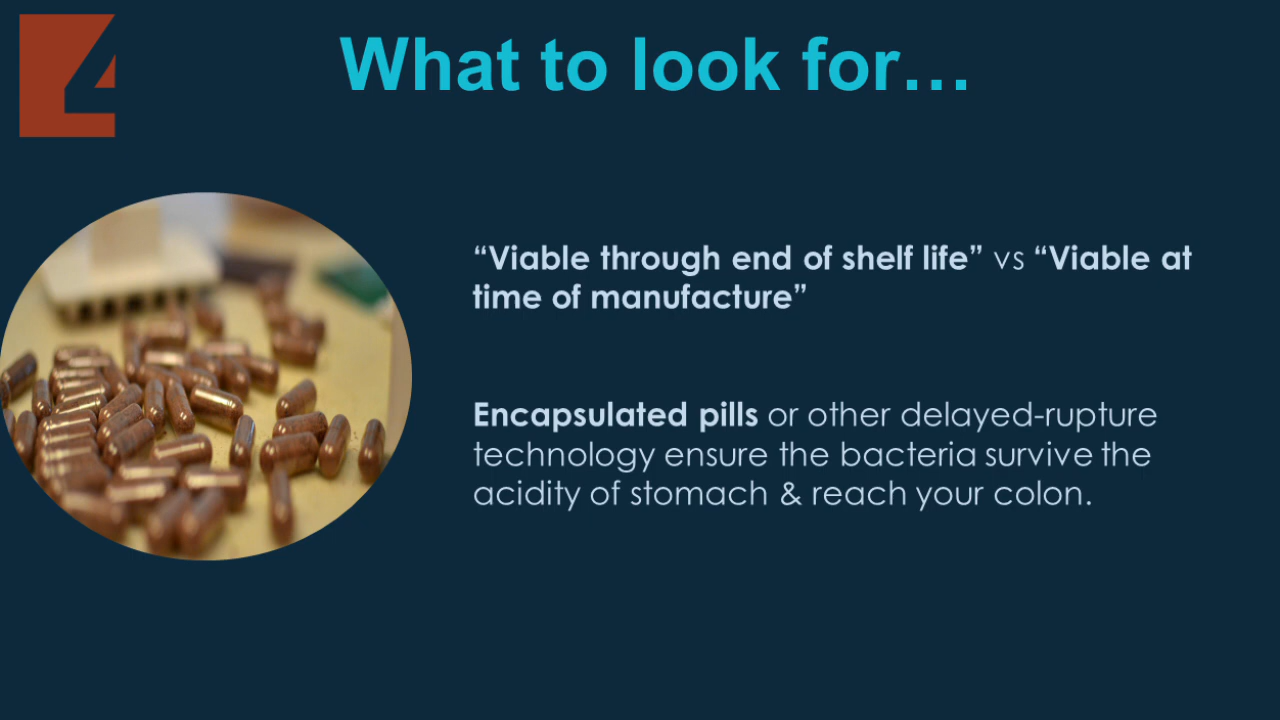 What to look for…
“Viable through end of shelf life” vs “Viable at
time of manufacture”
Encapsulated pills or other delayed-rupture
technology ensure the bacteria survive the
acidity of stomach & reach your colon.